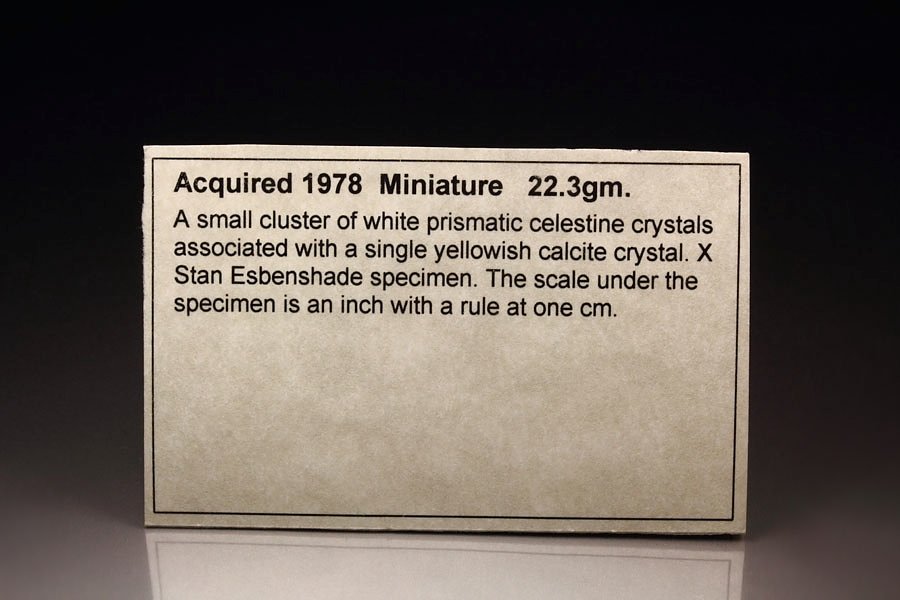 Acquired 1978 Miniature 22.3gm.
A small cluster of white prismatic celestine crystals
associated with a single yellowish calcite crystal. X
Stan Esbenshade specimen. The scale under the
specimen is an inch with a rule at one cm.